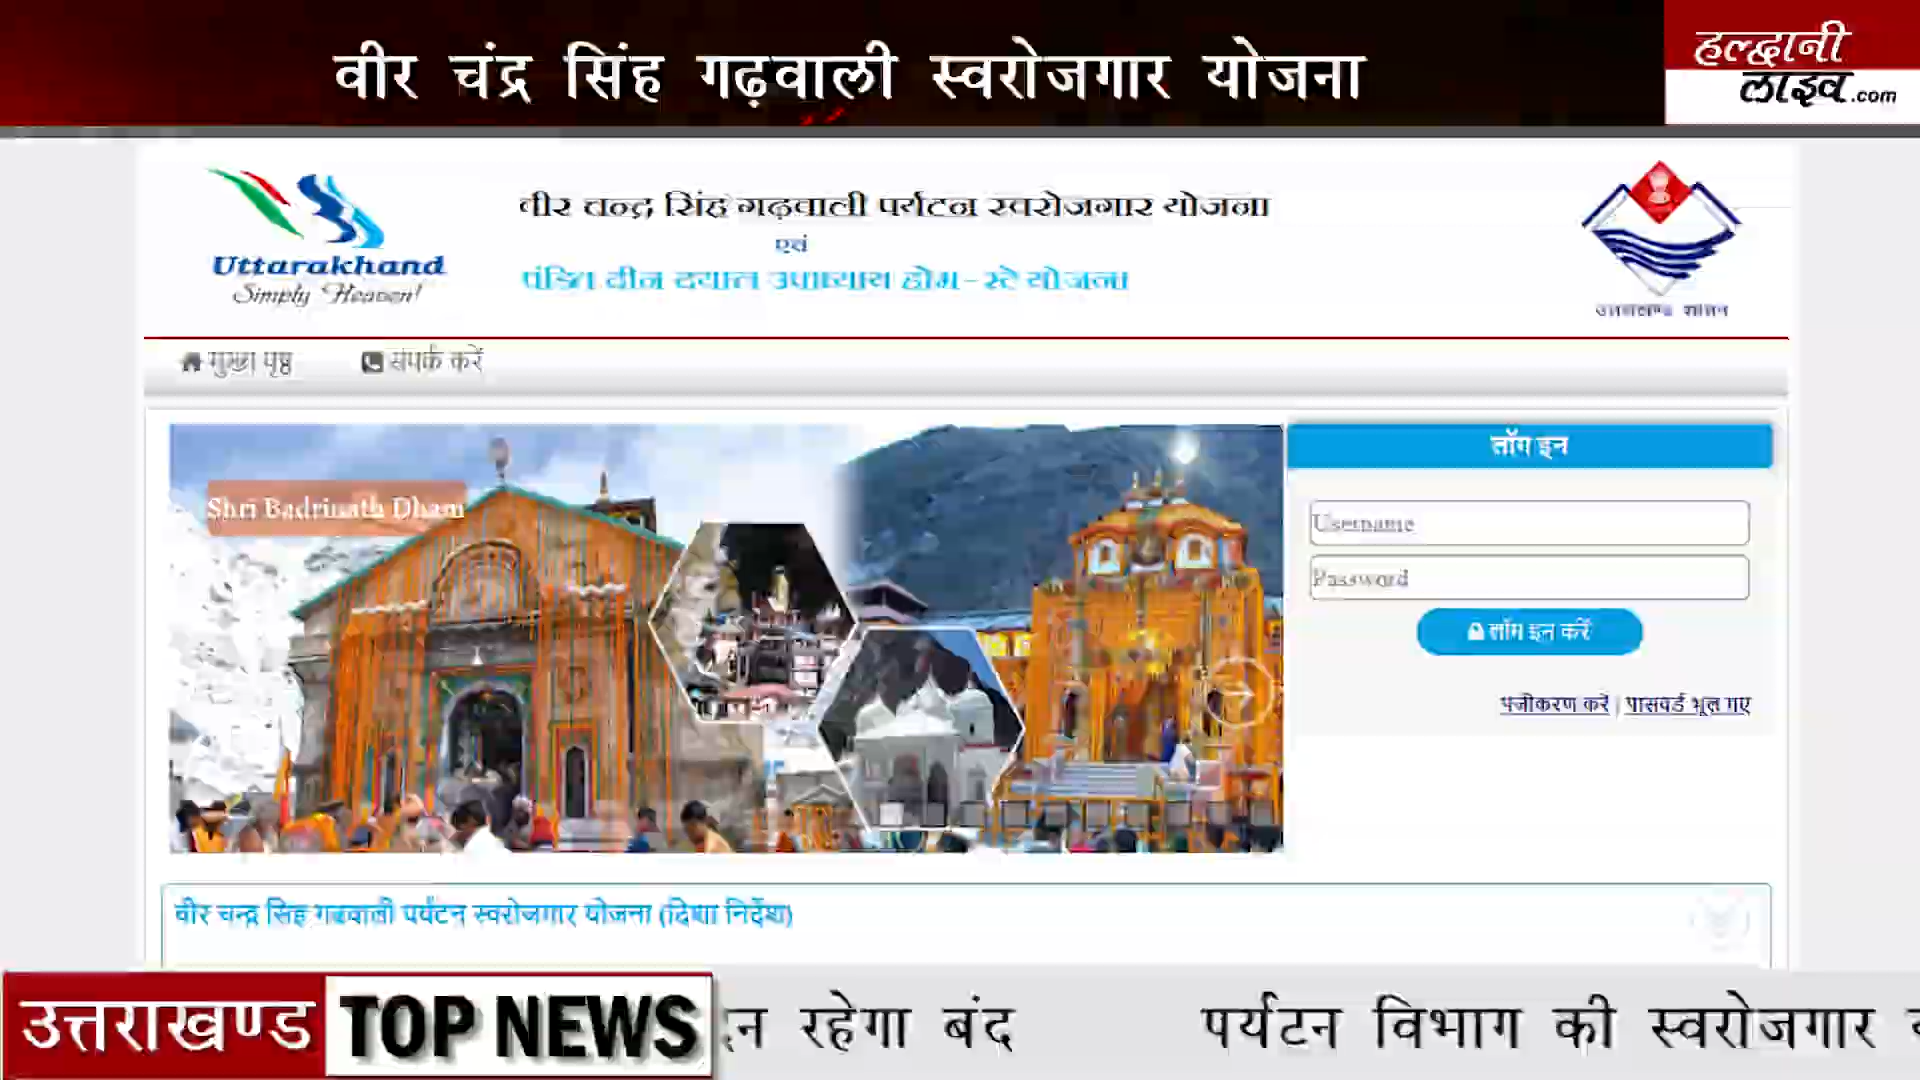 वीर चंद्र सिंह गढ़वाली स्वरोजगार योजना
हल्द्वानी
लाइव.com
वीर चन्द्र सिंह गढ़वाली पर्यटन स्वरोजगार योजना
एवं
पंडित दीन दयाल उपाध्याय होम-स्टे योजना
Uttarakhand
Simply Heaven!
उत्तराखण्ड शासन
मुख्य पृष्ठ
संपर्क करें
Shri Badrinath Dham
लॉग इन
Username
Password
लॉग इन करें
पंजीकरण करें | पासवर्ड भूल गए
वीर चन्द्र सिंह गढ़वाली पर्यटन स्वरोजगार योजना (दिशा निर्देश)
उत्तराखण्ड TOP NEWS
रहेगा बंद
पर्यटन विभाग की स्वरोजगार